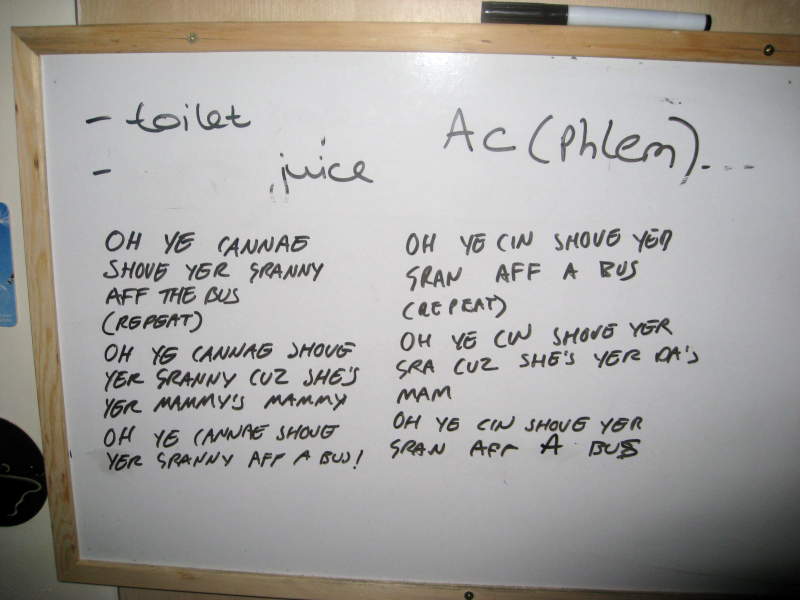 - toilet
- juice
Ac (phlem)...
OH YE CANNAE
SHOVE YER GRANNY
AFF THE BUS
(REPEAT)
OH YE CANNAE SHOVE
YER GRANNY CUZ SHE'S
YER MAMMY'S MAMMY
OH YE CANNAE SHOVE
YER GRANNY AFF A BUS!
OH YE CIN SHOVE YER
GRAN AFF A BUS
(REPEAT)
OH YE CIN SHOVE YER
GRA CUZ SHE'S YER DA'S
MAM
OH YE CIN SHOVE YER
GRAN AFF A BUS